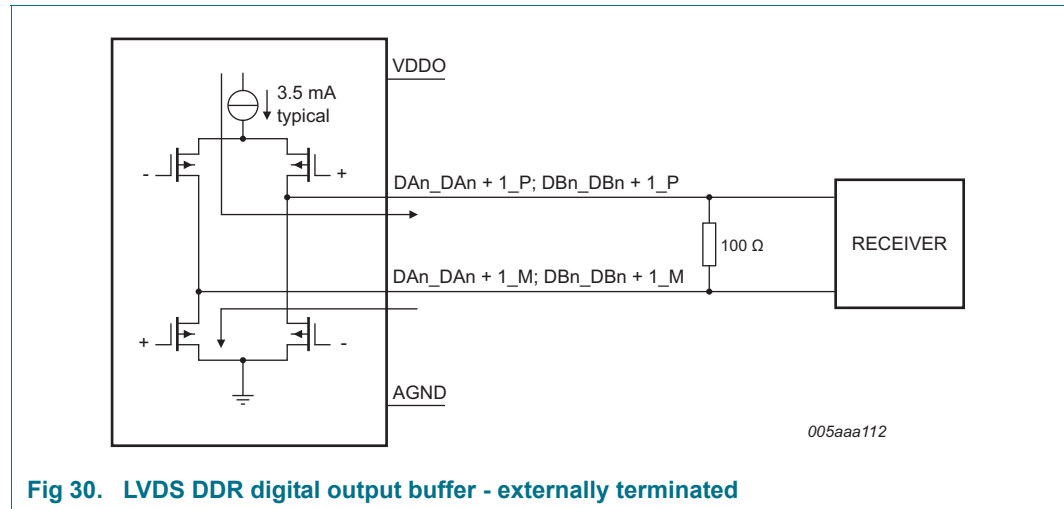 VDDO
3.5 mA
typical
-
+
DAn_DAn + 1_P; DBn_DBn + 1_P
100 Ω
RECEIVER
DAn_DAn + 1_M; DBn_DBn + 1_M
+
-
AGND
005aaa112
Fig 30. LVDS DDR digital output buffer - externally terminated